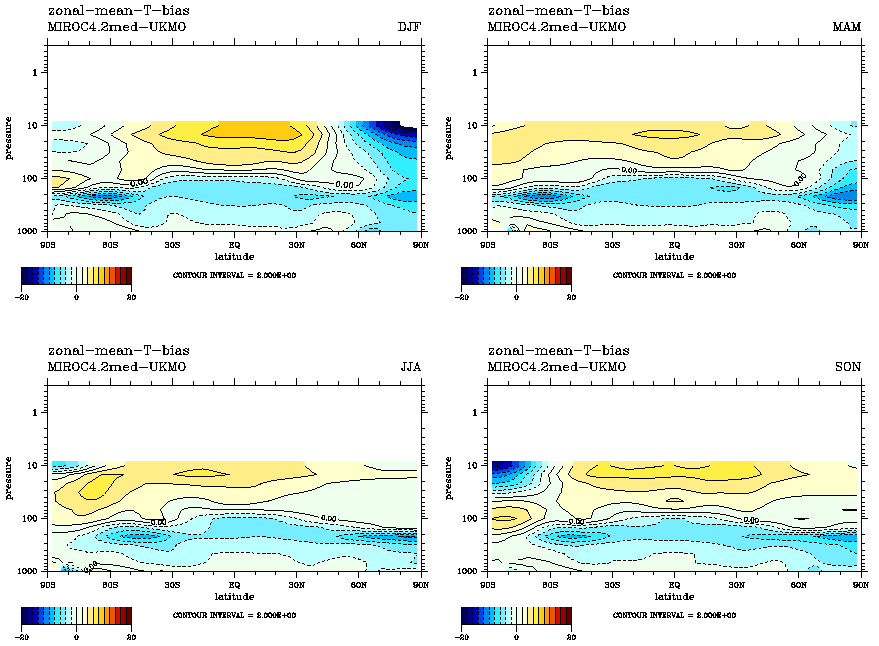 zonal-mean-T-bias
MIROC4.2med-UKMO DJF
pressure
1
10
100
1000
0.00
0.00
90S 60S 30S EQ 30N 60N 90N
latitude
CONTOUR INTERVAL = 2.000E+00
-20 0 20
zonal-mean-T-bias
MIROC4.2med-UKMO MAM
pressure
1
10
100
1000
0.00
0.00
90S 60S 30S EQ 30N 60N 90N
latitude
CONTOUR INTERVAL = 2.000E+00
-20 0 20
zonal-mean-T-bias
MIROC4.2med-UKMO JJA
pressure
1
10
100
1000
0.00
0.00
0.00
90S 60S 30S EQ 30N 60N 90N
latitude
CONTOUR INTERVAL = 2.000E+00
-20 0 20
zonal-mean-T-bias
MIROC4.2med-UKMO SON
pressure
1
10
100
1000
0.00
0.00
90S 60S 30S EQ 30N 60N 90N
latitude
CONTOUR INTERVAL = 2.000E+00
-20 0 20